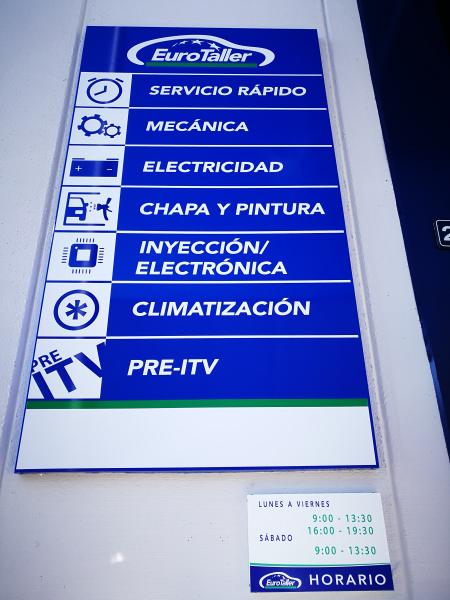 EuroTaller
SERVICIO RÁPIDO
MECÁNICA
ELECTRICIDAD
CHAPA Y PINTURA
INYECCIÓN/
ELECTRÓNICA
CLIMATIZACIÓN
PRE
ITV
PRE-ITV
LUNES A VIERNES
9:00 - 13:30
16:00 - 19:30
SÁBADO
9:00 - 13:30
EuroTaller HORARIO
2